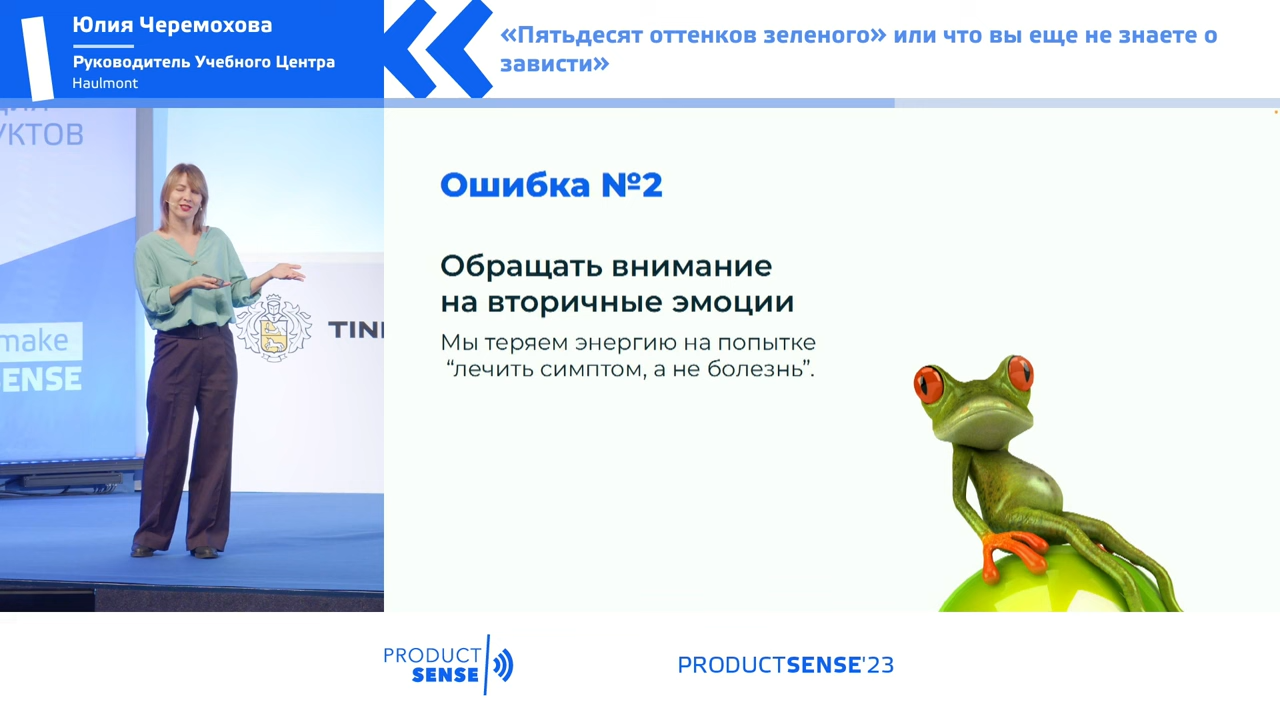 Юлия Черемохова
Руководитель Учебного Центра
Haulmont
«Пятьдесят оттенков зеленого» или что вы еще не знаете о
зависти»
УКТОВ
make
SENSE
TIN
Ошибка №2
Обращать внимание
на вторичные эмоции
Мы теряем энергию на попытке
“лечить симптом, а не болезнь”.
PRODUCT
SENSE
PRODUCTSENSE'23